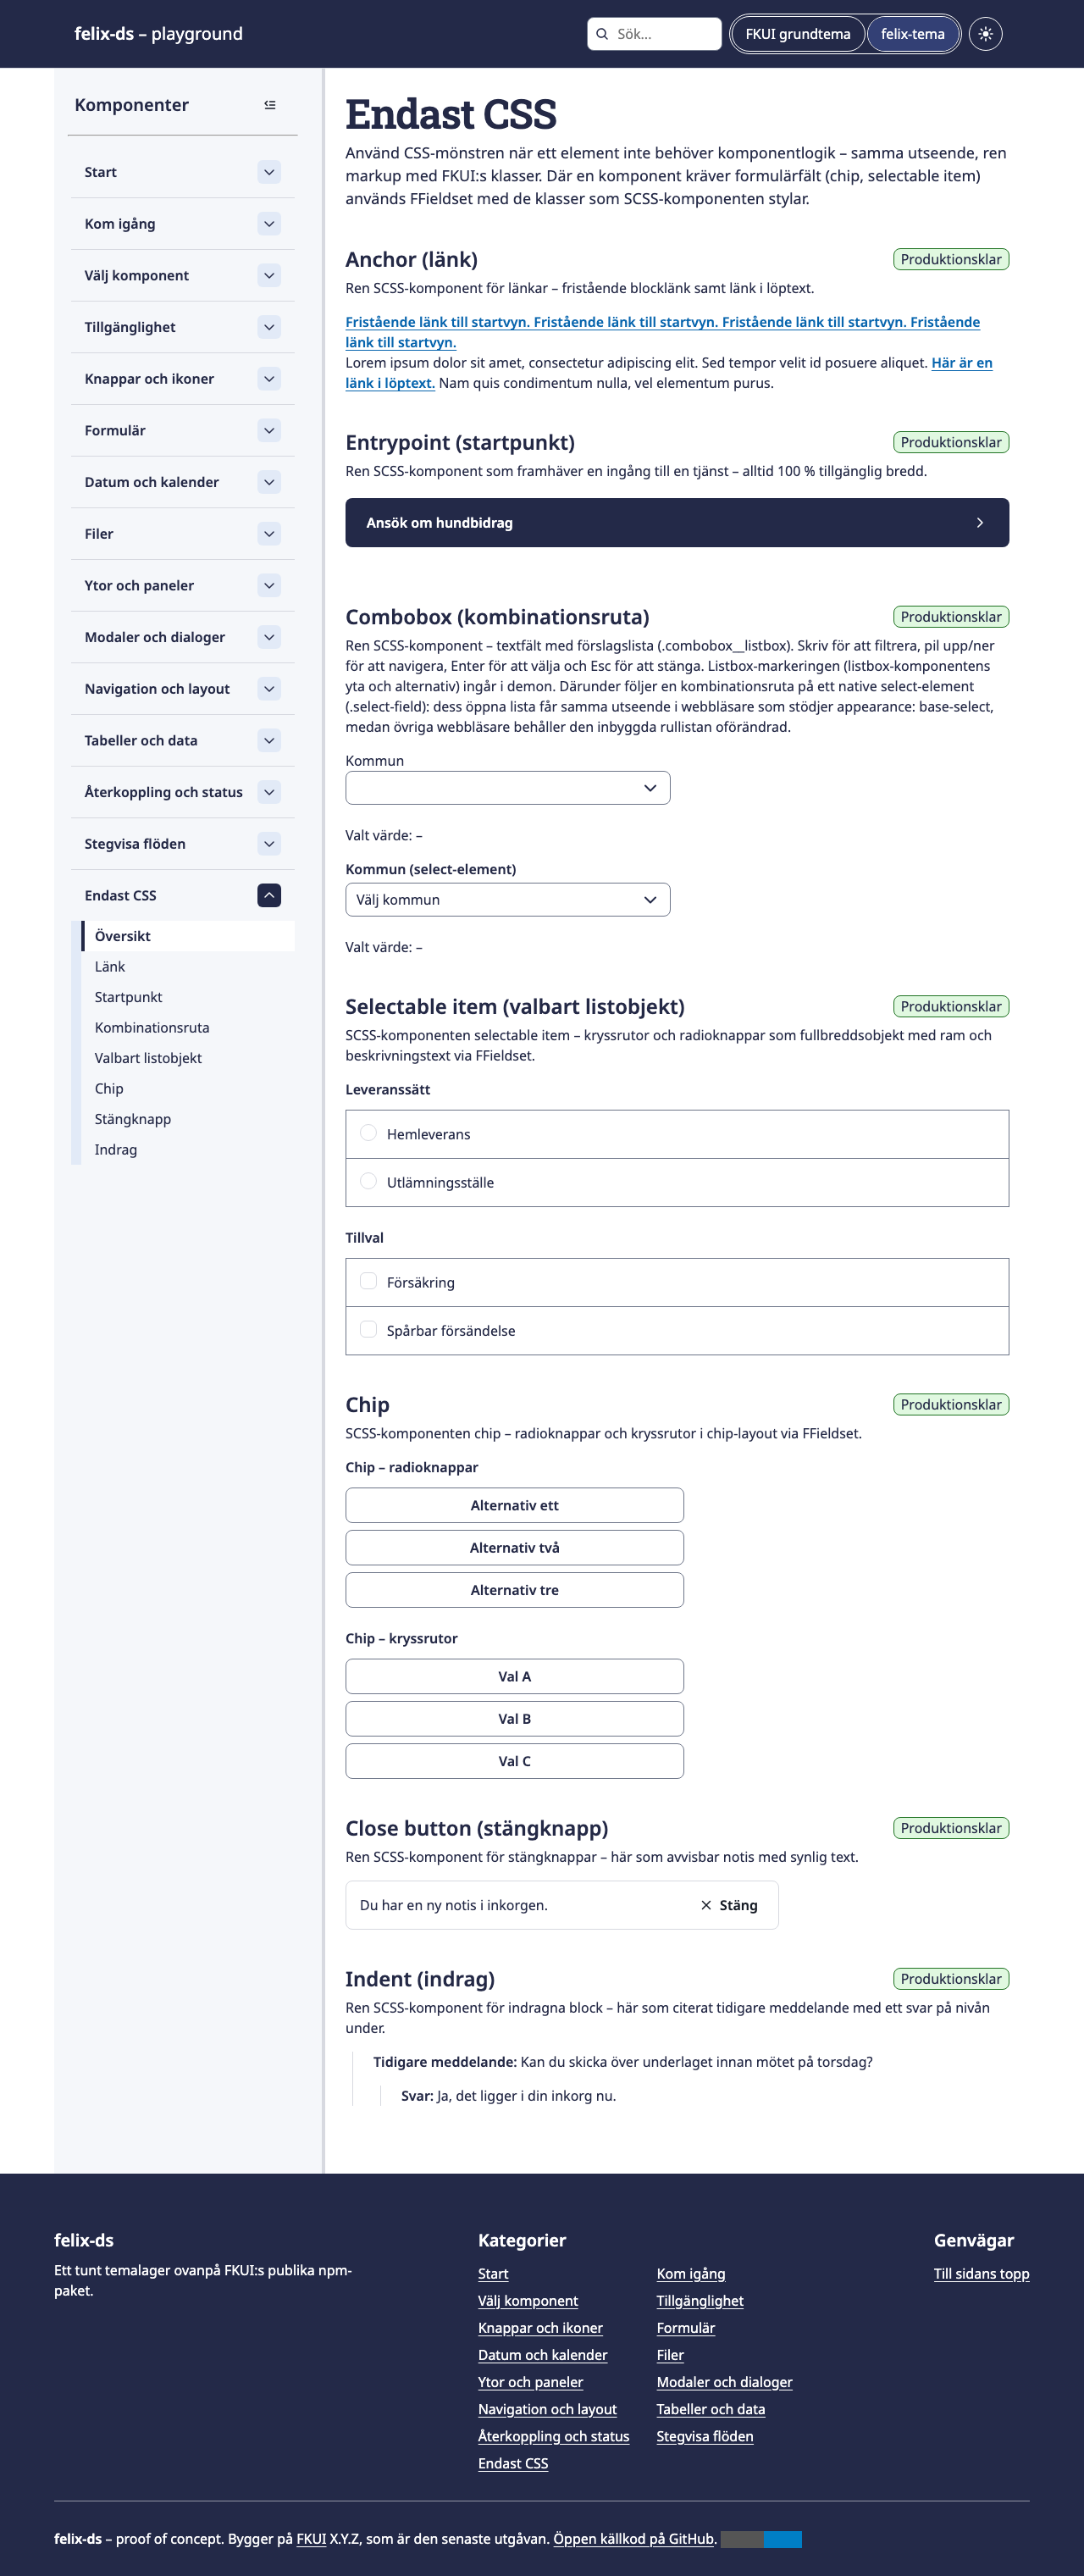 felix-ds – playground
Sök...
FKUI grundtema
felix-tema
Komponenter
Start
Kom igång
Välj komponent
Tillgänglighet
Knappar och ikoner
Formulär
Datum och kalender
Filer
Ytor och paneler
Modaler och dialoger
Navigation och layout
Tabeller och data
Återkoppling och status
Stegvisa flöden
Endast CSS
Översikt
Länk
Startpunkt
Kombinationsruta
Valbart listobjekt
Chip
Stängknapp
Indrag
Endast CSS
Använd CSS-mönstren när ett element inte behöver komponentlogik – samma utseende, ren
markup med FKUI:s klasser. Där en komponent kräver formulärfält (chip, selectable item)
används FFieldset med de klasser som SCSS-komponenten stylar.
Anchor (länk)
Produktionsklar
Ren SCSS-komponent för länkar – fristående blocklänk samt länk i löptext.
Fristående länk till startvyn. Fristående länk till startvyn. Fristående länk till startvyn. Fristående
länk till startvyn.
Lorem ipsum dolor sit amet, consectetur adipiscing elit. Sed tempor velit id posuere aliquet. Här är en
länk i löptext. Nam quis condimentum nulla, vel elementum purus.
Entrypoint (startpunkt)
Produktionsklar
Ren SCSS-komponent som framhäver en ingång till en tjänst – alltid 100 % tillgänglig bredd.
Ansök om hundbidrag
Combobox (kombinationsruta)
Produktionsklar
Ren SCSS-komponent – textfält med förslagslista (.combobox__listbox). Skriv för att filtrera, pil upp/ner
för att navigera, Enter för att välja och Esc för att stänga. Listbox-markeringen (listbox-komponentens
yta och alternativ) ingår i demon. Därunder följer en kombinationsruta på ett native select-element
(.select-field): dess öppna lista får samma utseende i webbläsare som stödjer appearance: base-select,
medan övriga webbläsare behåller den inbyggda rullistan oförändrad.
Kommun
Valt värde: –
Kommun (select-element)
Välj kommun
Valt värde: –
Selectable item (valbart listobjekt)
Produktionsklar
SCSS-komponenten selectable item – kryssrutor och radioknappar som fullbreddsobjekt med ram och
beskrivningstext via FFieldset.
Leveranssätt
Hemleverans
Utlämningsställe
Tillval
Försäkring
Spårbar försändelse
Chip
Produktionsklar
SCSS-komponenten chip – radioknappar och kryssrutor i chip-layout via FFieldset.
Chip – radioknappar
Alternativ ett
Alternativ två
Alternativ tre
Chip – kryssrutor
Val A
Val B
Val C
Close button (stängknapp)
Produktionsklar
Ren SCSS-komponent för stängknappar – här som avvisbar notis med synlig text.
Du har en ny notis i inkorgen.
Stäng
Indent (indrag)
Produktionsklar
Ren SCSS-komponent för indragna block – här som citerat tidigare meddelande med ett svar på nivån
under.
Tidigare meddelande: Kan du skicka över underlaget innan mötet på torsdag?
Svar: Ja, det ligger i din inkorg nu.
felix-ds
Ett tunt temalager ovanpå FKUI:s publika npm-
paket.
Kategorier
Start
Kom igång
Välj komponent
Tillgänglighet
Knappar och ikoner
Formulär
Datum och kalender
Filer
Ytor och paneler
Modaler och dialoger
Navigation och layout
Tabeller och data
Återkoppling och status
Stegvisa flöden
Endast CSS
Genvägar
Till sidans topp
felix-ds – proof of concept. Bygger på FKUI X.Y.Z, som är den senaste utgåvan. Öppen källkod på GitHub.